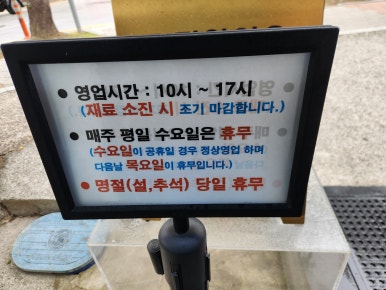 ● 영업시간 : 10시 ~ 17시
(재료 소진 시 조기 마감합니다.)
● 매주 평일 수요일은 휴무
(수요일이 공휴일 경우 정상영업 하며
다음날 목요일이 휴무입니다.)
● 명절(설,추석) 당일 휴무